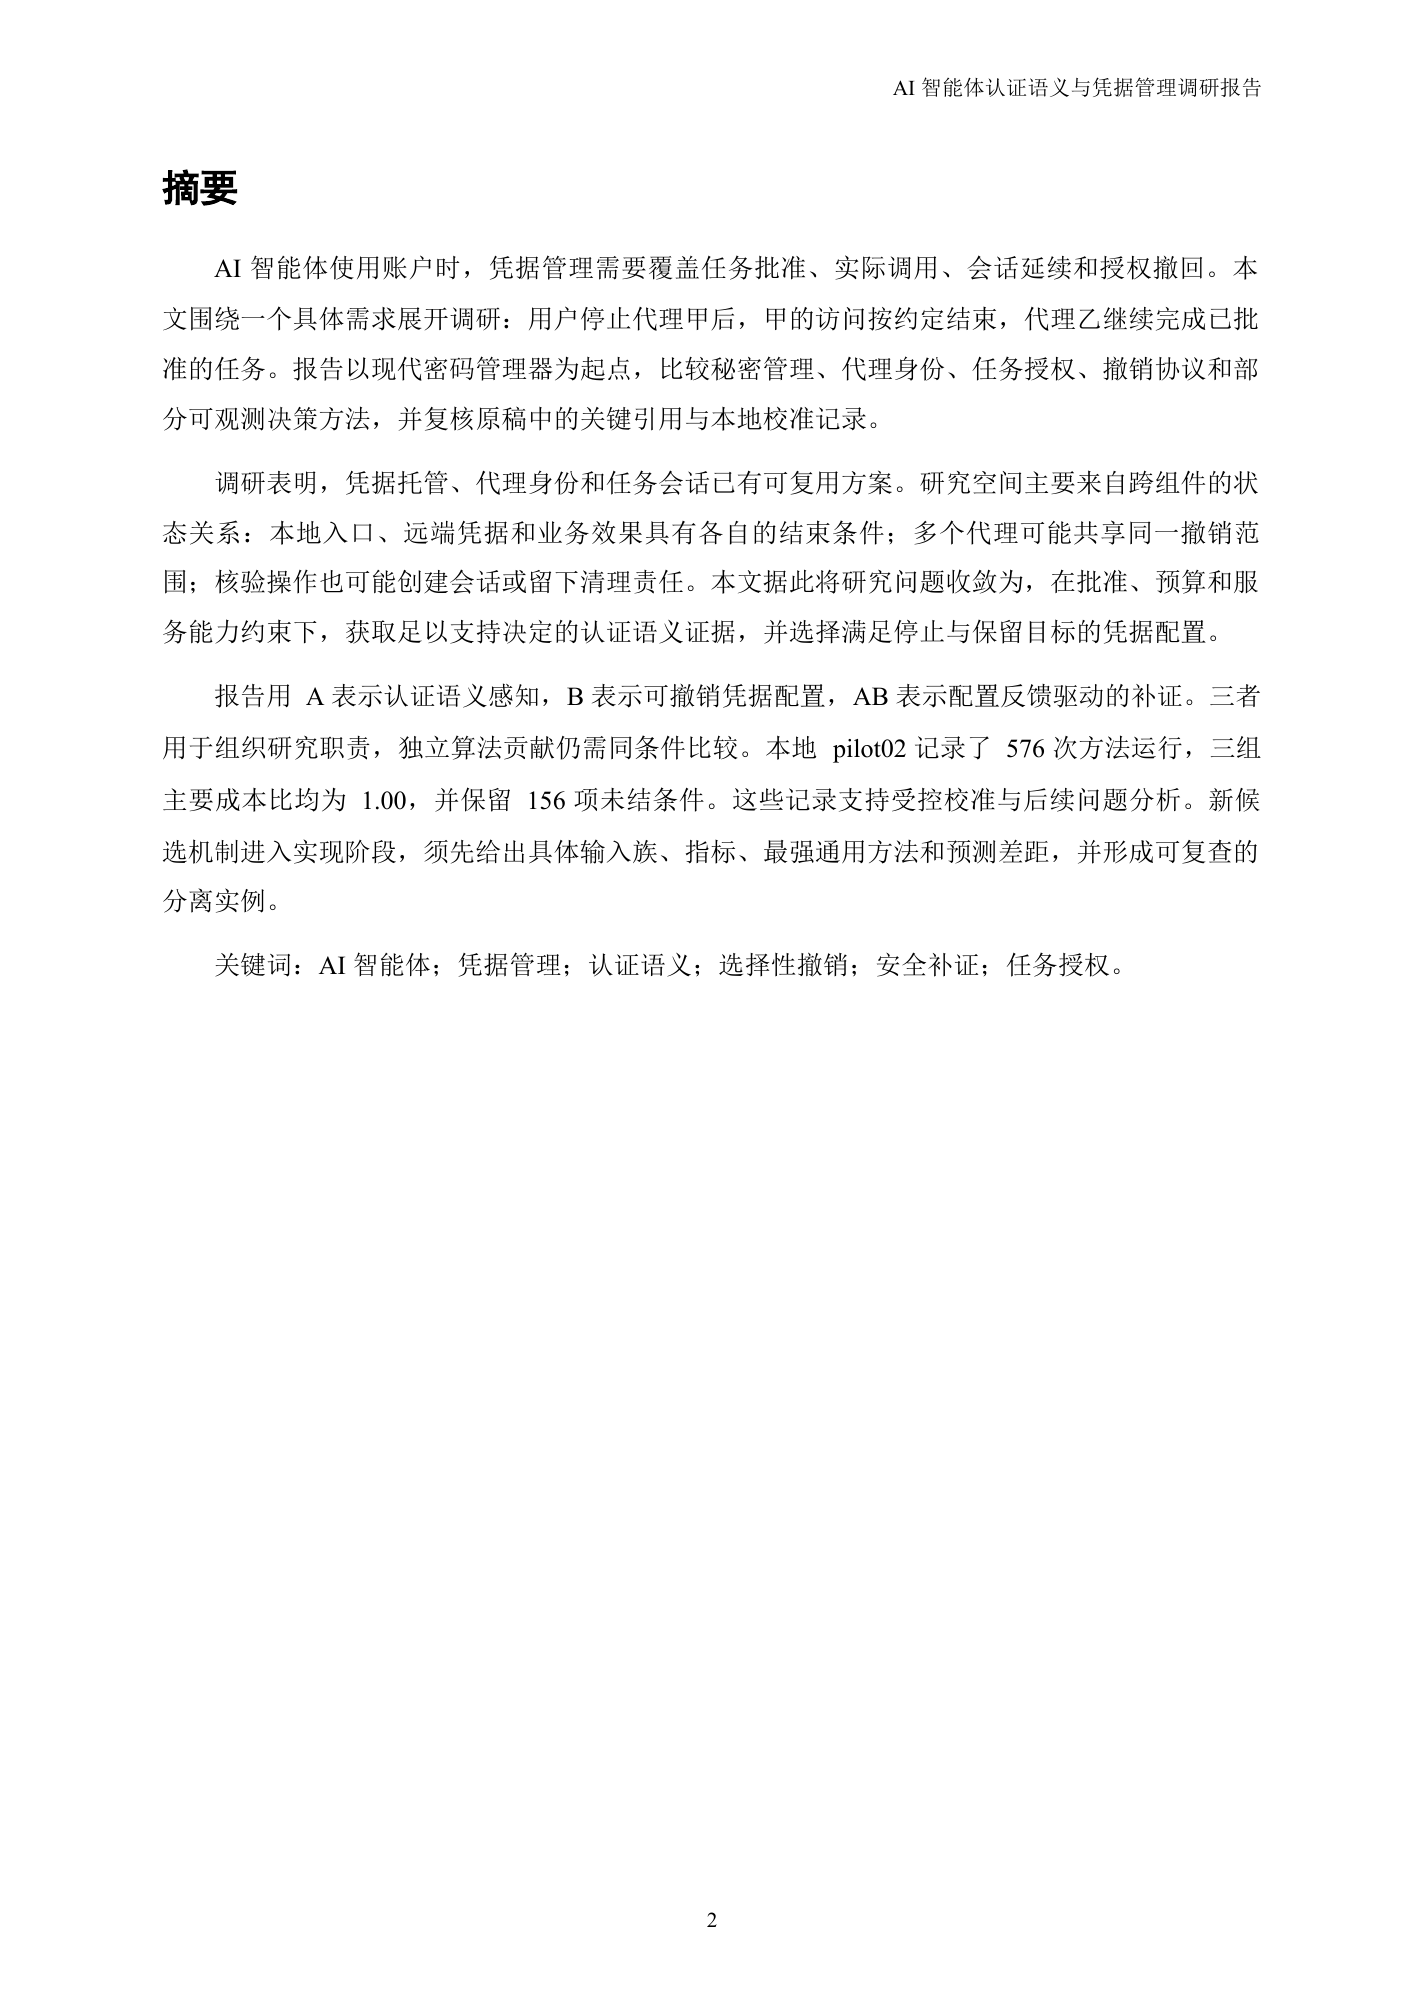 AI 智能体认证语义与凭据管理调研报告
摘要
AI 智能体使用账户时，凭据管理需要覆盖任务批准、实际调用、会话延续和授权撤回。本
文围绕一个具体需求展开调研：用户停止代理甲后，甲的访问按约定结束，代理乙继续完成已批
准的任务。报告以现代密码管理器为起点，比较秘密管理、代理身份、任务授权、撤销协议和部
分可观测决策方法，并复核原稿中的关键引用与本地校准记录。
调研表明，凭据托管、代理身份和任务会话已有可复用方案。研究空间主要来自跨组件的状
态关系：本地入口、远端凭据和业务效果具有各自的结束条件；多个代理可能共享同一撤销范
围；核验操作也可能创建会话或留下清理责任。本文据此将研究问题收敛为，在批准、预算和服
务能力约束下，获取足以支持决定的认证语义证据，并选择满足停止与保留目标的凭据配置。
报告用 A 表示认证语义感知，B 表示可撤销凭据配置，AB 表示配置反馈驱动的补证。三者
用于组织研究职责，独立算法贡献仍需同条件比较。本地 pilot02 记录了 576 次方法运行，三组
主要成本比均为 1.00，并保留 156 项未结条件。这些记录支持受控校准与后续问题分析。新候
选机制进入实现阶段，须先给出具体输入族、指标、最强通用方法和预测差距，并形成可复查的
分离实例。
关键词：AI 智能体；凭据管理；认证语义；选择性撤销；安全补证；任务授权。
2